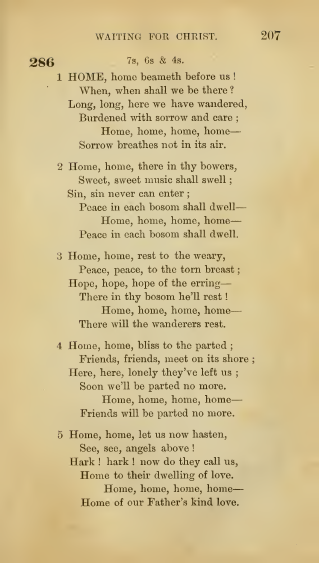 WAITING FOR CHRIST. 207
286 7s, 6s & 4s.
1 HOME, home beameth before us !
When, when shall we be there ?
Long, long, here we have wandered,
Burdened with sorrow and care ;
Home, home, home, home—
Sorrow breathes not in its air.
2 Home, home, there in thy bowers,
Sweet, sweet music shall swell ;
Sin, sin never can enter ;
Peace in each bosom shall dwell—
Home, home, home, home—
Peace in each bosom shall dwell.
3 Home, home, rest to the weary,
Peace, peace, to the torn breast ;
Hope, hope, hope of the erring—
There in thy bosom he'll rest !
Home, home, home, home—
There will the wanderers rest.
4 Home, home, bliss to the parted ;
Friends, friends, meet on its shore ;
Here, here, lonely they've left us ;
Soon we'll be parted no more.
Home, home, home, home—
Friends will be parted no more.
5 Home, home, let us now hasten,
See, see, angels above !
Hark ! hark ! now do they call us,
Home to their dwelling of love.
Home, home, home, home—
Home of our Father's kind love.